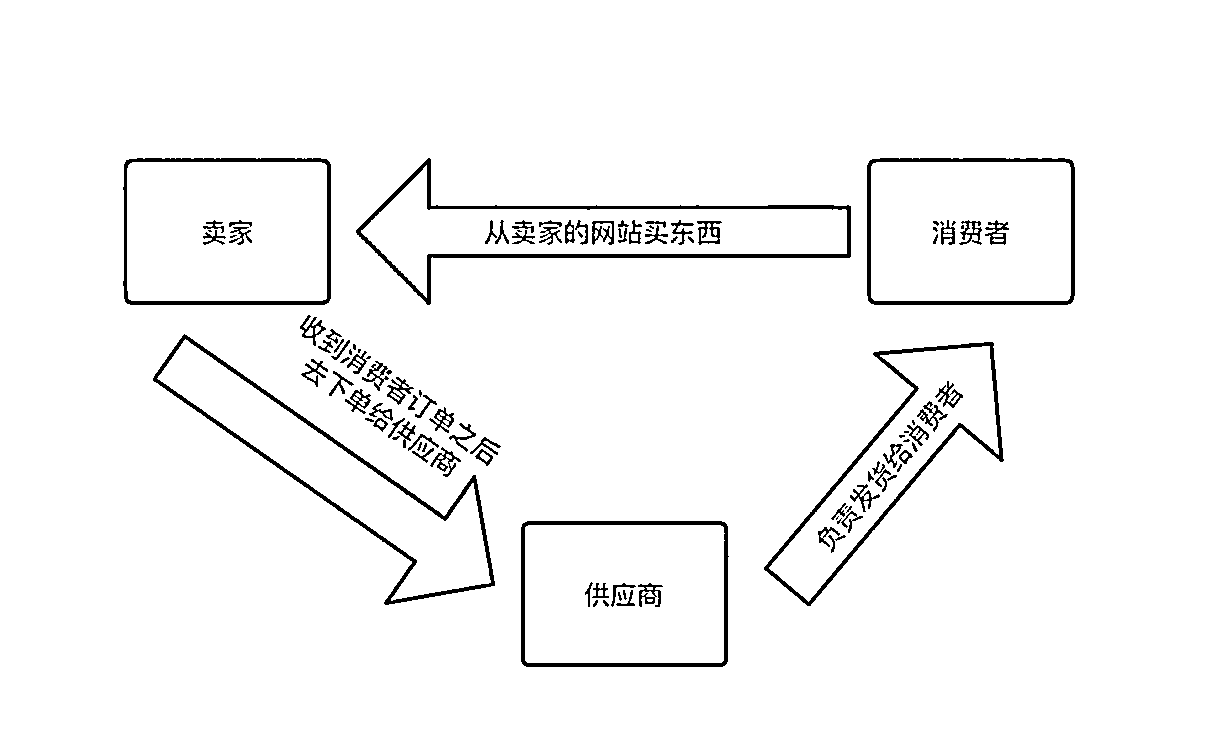 卖家
从卖家的网站买东西
消费者
收到消费者订单之后
去下单给供应商
负责发货给消费者
供应商